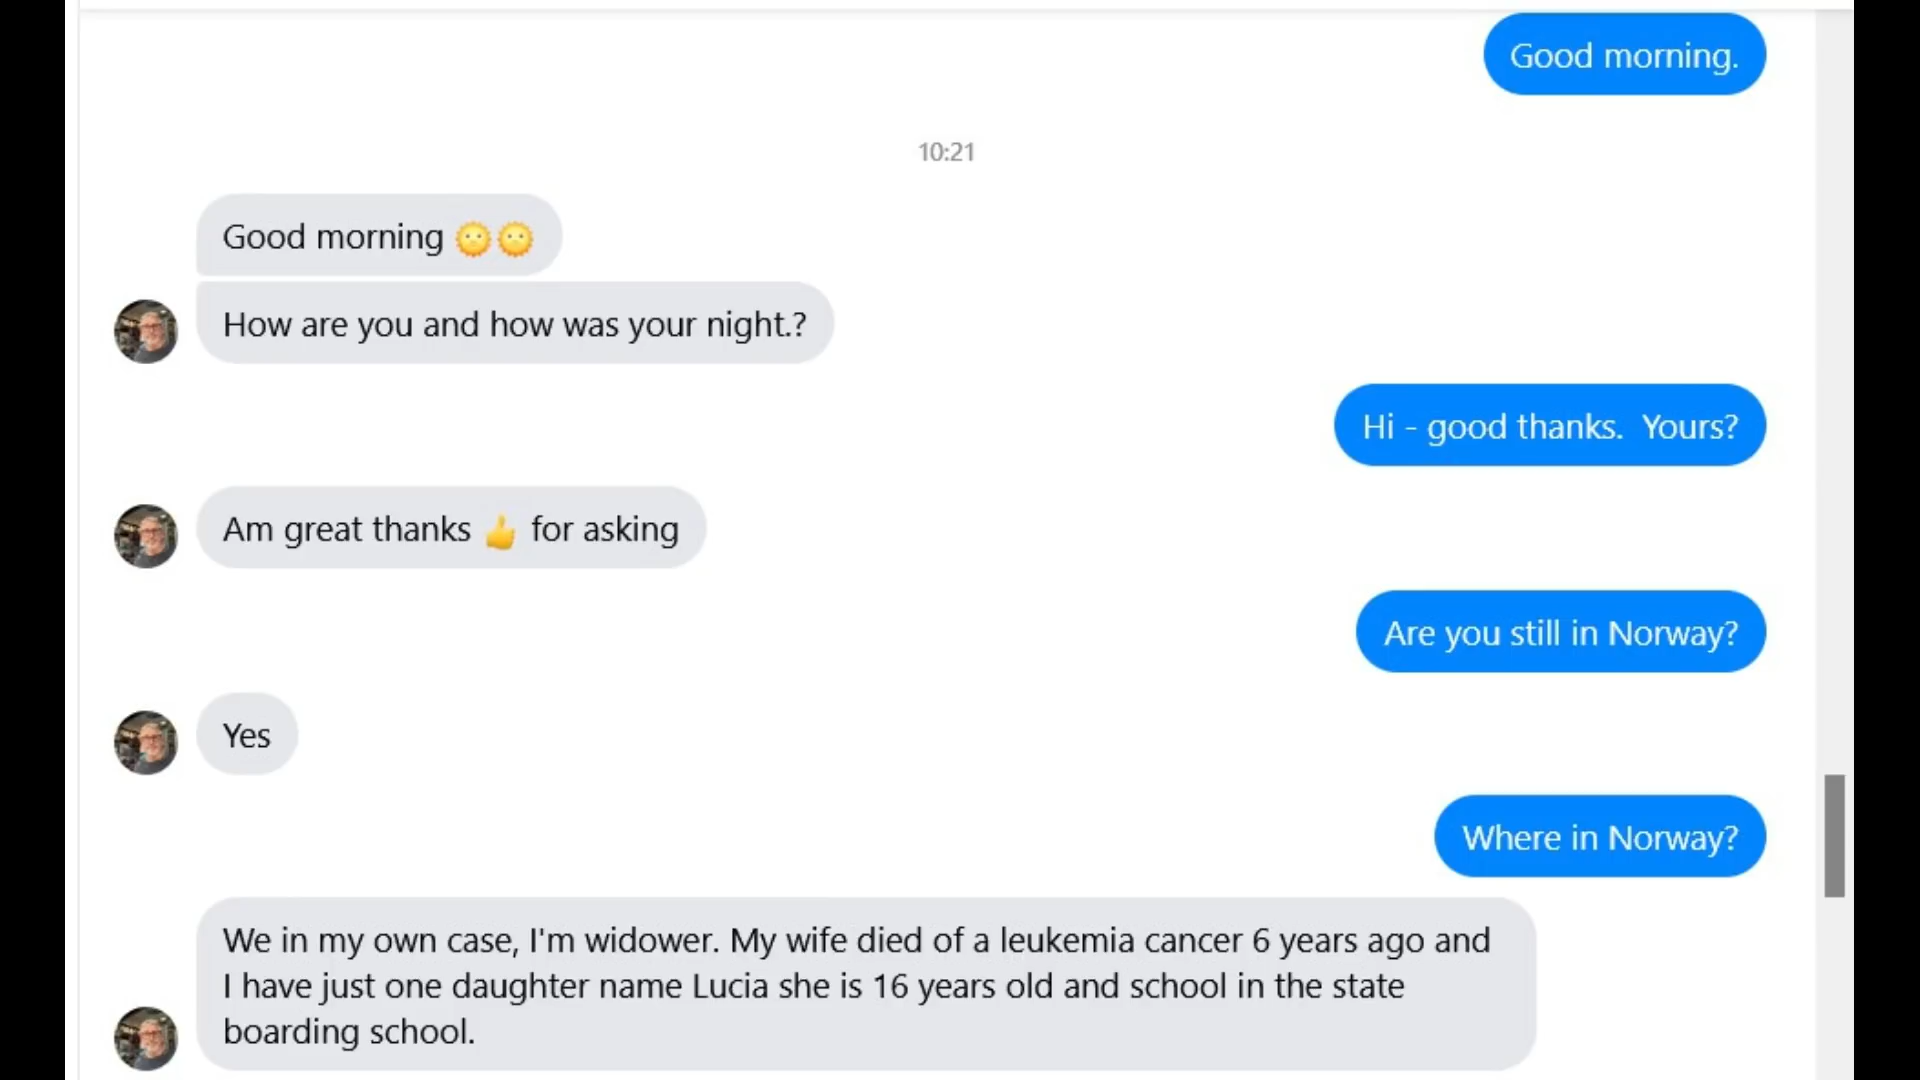 Good morning.
10:21
Good morning 🌞🌞
How are you and how was your night.?
Hi - good thanks.  Yours?
Am great thanks 👍 for asking
Are you still in Norway?
Yes
Where in Norway?
We in my own case, I'm widower. My wife died of a leukemia cancer 6 years ago and
I have just one daughter name Lucia she is 16 years old and school in the state
boarding school.